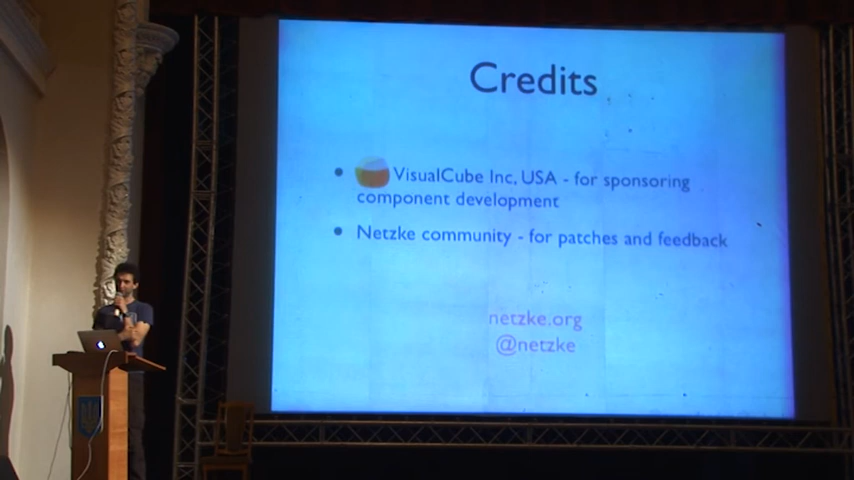 Credits
VisualCube Inc, USA - for sponsoring
component development
Netzke community - for patches and feedback
netzke.org
@netzke